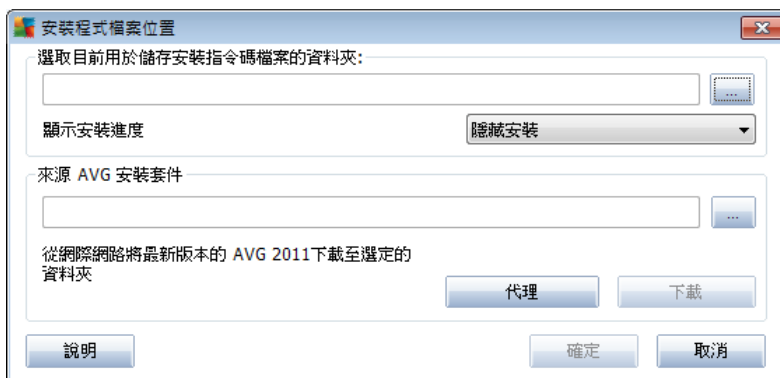 安裝程式檔案位置
選取目前用於儲存安裝指令碼檔案的資料夾:
...
顯示安裝進度 隱藏安裝
來源 AVG 安裝套件
...
從網際網路將最新版本的 AVG 2011下載至選定的
資料夾
代理 下載
說明 確定 取消